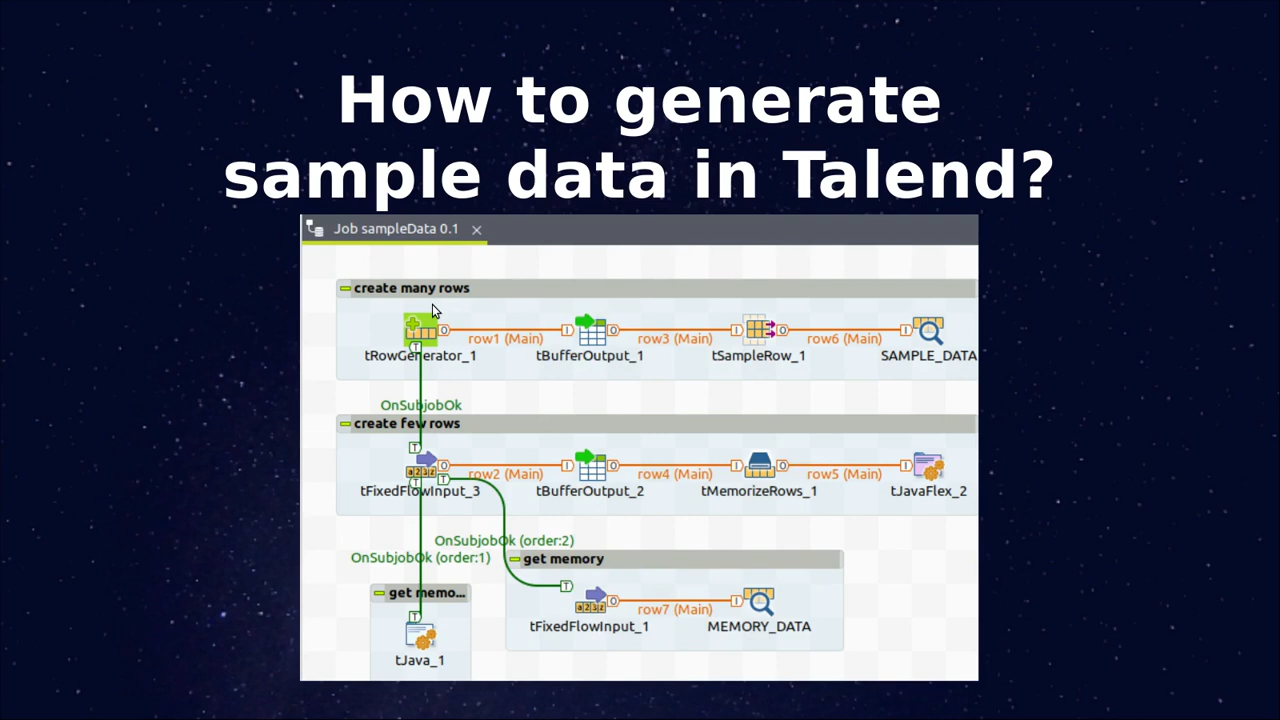 How to generate
sample data in Talend?
Job sampleData 0.1
create many rows
row1 (Main)
row3 (Main)
row6 (Main)
tRowGenerator_1
tBufferOutput_1
tSampleRow_1
SAMPLE_DATA
OnSubjobOk
create few rows
row2 (Main)
row4 (Main)
row5 (Main)
tFixedFlowInput_3
tBufferOutput_2
tMemorizeRows_1
tJavaFlex_2
OnSubjobOk (order:2)
OnSubjobOk (order:1)
get memory
get memo...
row7 (Main)
tFixedFlowInput_1
MEMORY_DATA
tJava_1